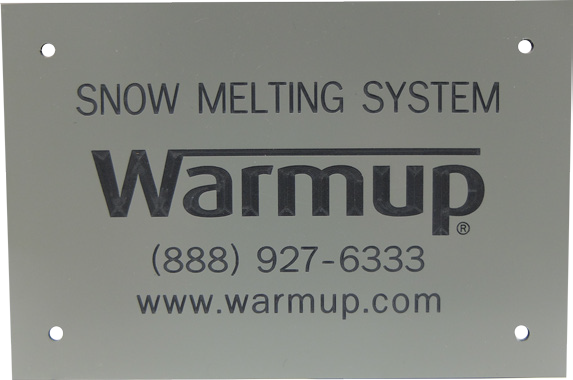 SNOW MELTING SYSTEM
Warmup®
(888) 927-6333
www.warmup.com